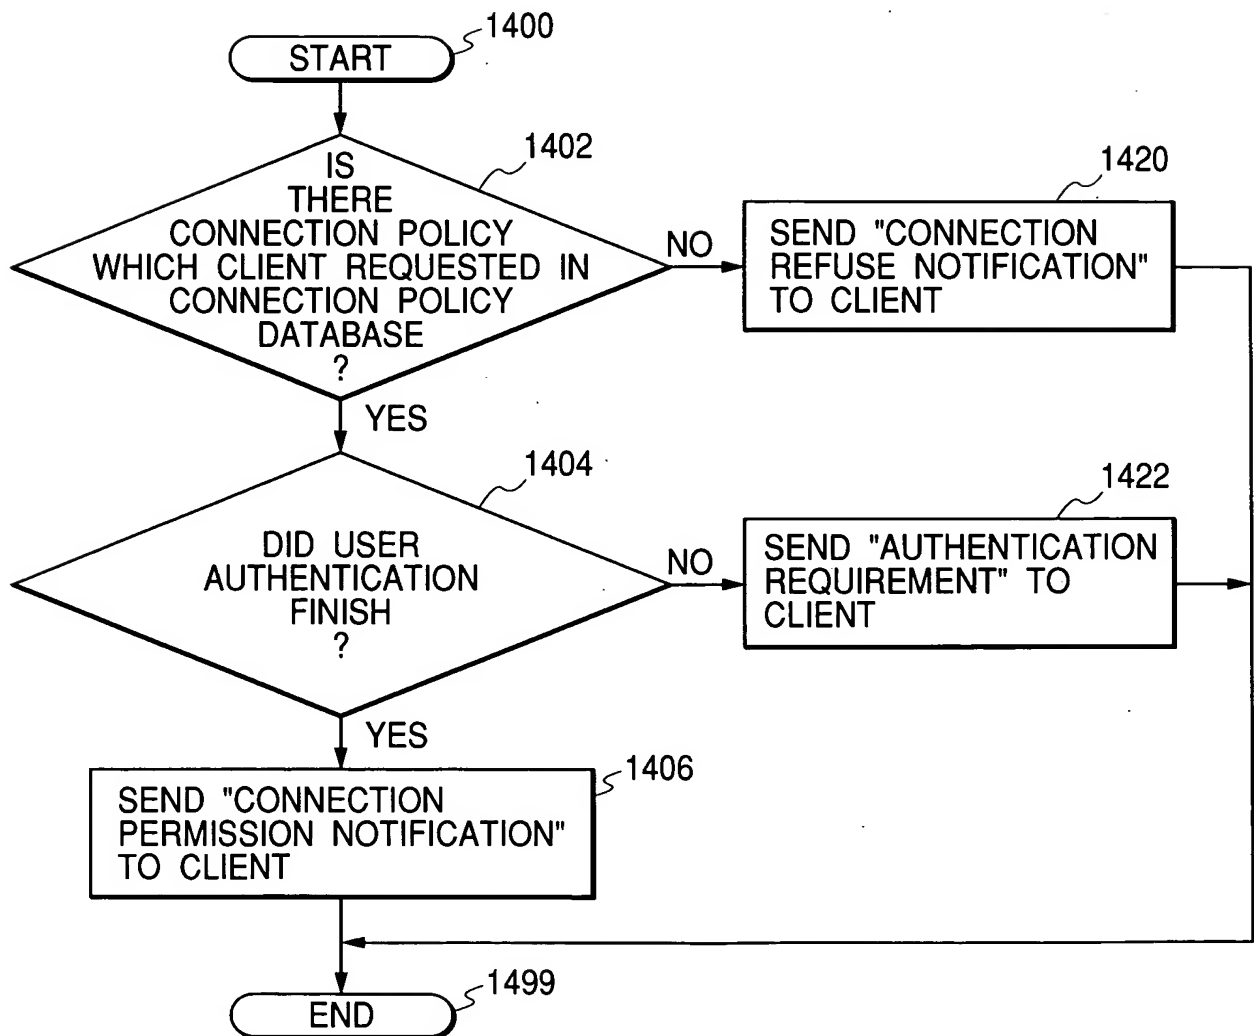 1400
START
1402
IS
THERE
CONNECTION POLICY
WHICH CLIENT REQUESTED IN
CONNECTION POLICY
DATABASE
?
NO
1420
SEND "CONNECTION
REFUSE NOTIFICATION"
TO CLIENT
YES
1404
DID USER
AUTHENTICATION
FINISH
?
NO
1422
SEND "AUTHENTICATION
REQUIREMENT" TO
CLIENT
YES
1406
SEND "CONNECTION
PERMISSION NOTIFICATION"
TO CLIENT
1499
END